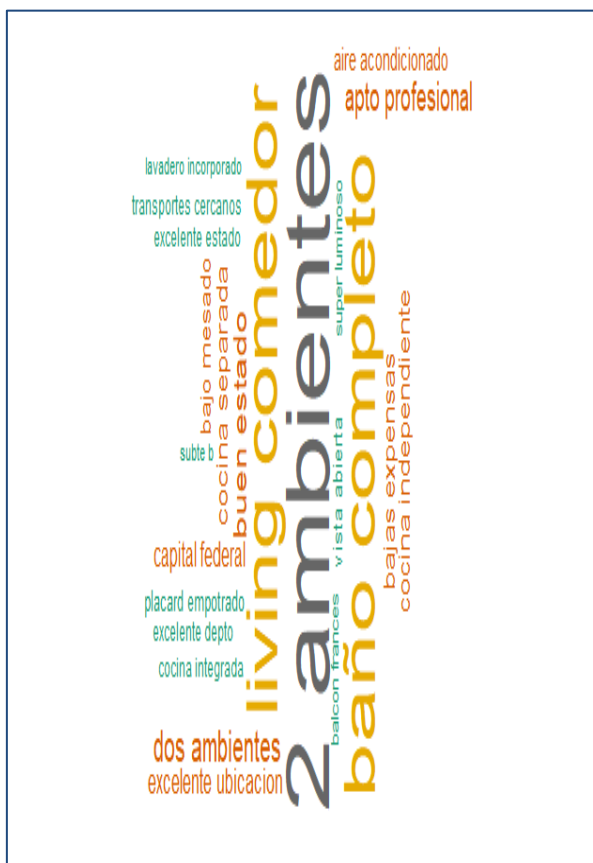 aire acondicionado
apto profesional
lavadero incorporado
transportes cercanos
excelente estado
bajo mesado
cocina separada
buen estado
living comedor
2 ambientes
super luminoso
baño completo
subte b
vista abierta
bajas expensas
cocina independiente
capital federal
placard empotrado
excelente depto
cocina integrada
balcon frances
dos ambientes
excelente ubicacion